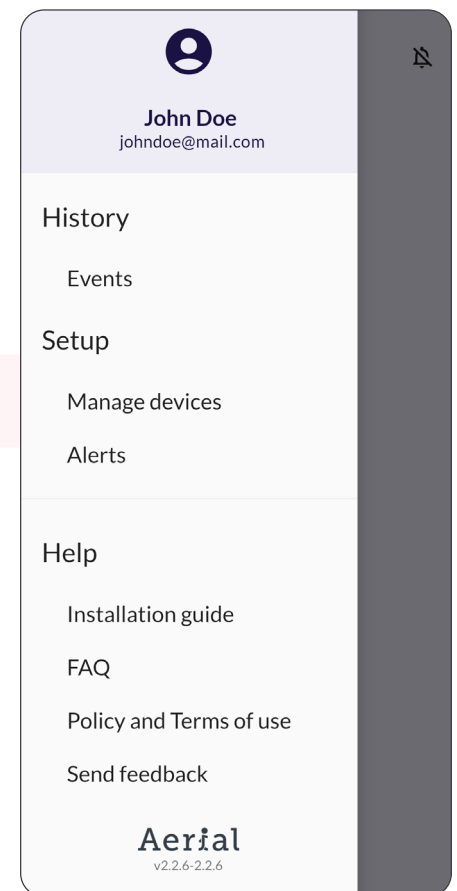 John Doe
johndoe@mail.com
History
Events
Setup
Manage devices
Alerts
Help
Installation guide
FAQ
Policy and Terms of use
Send feedback
Aerial
v2.2.6-2.2.6